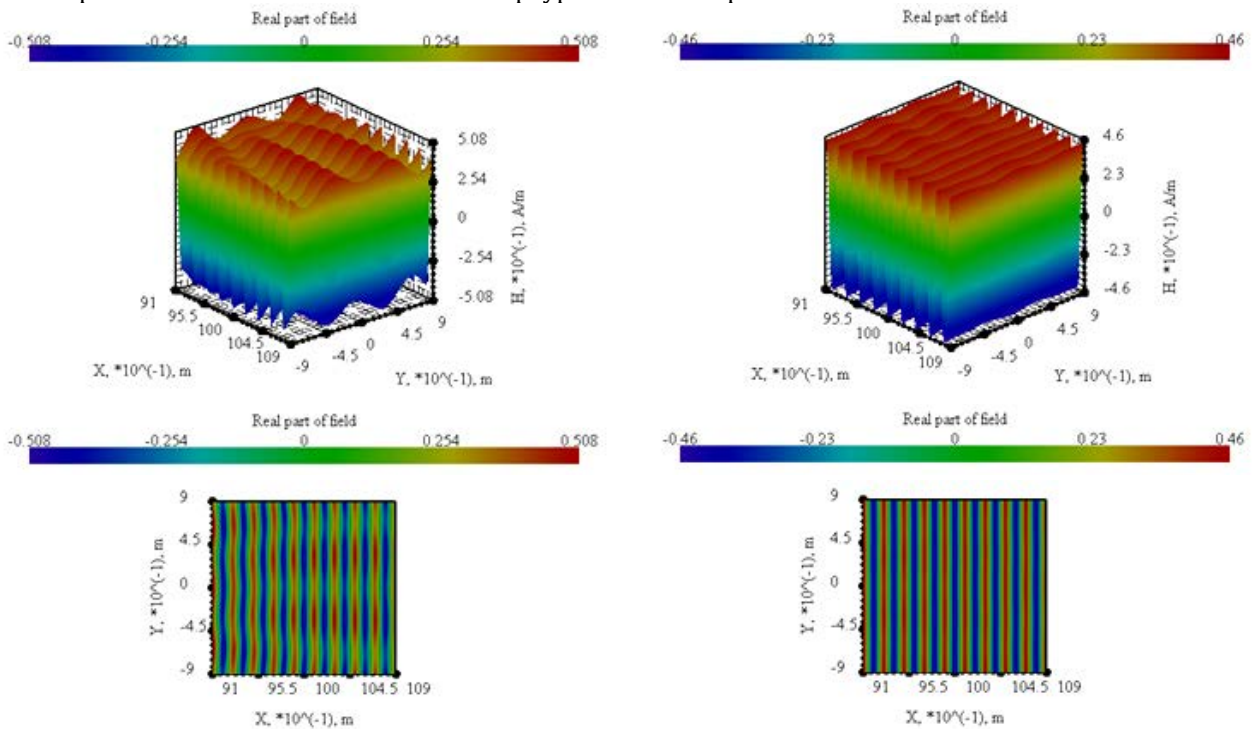 Real part of field
-0.508 -0.254 0 0.254 0.508
5.08
2.54
0
-2.54
-5.08
H, *10^(-1), A/m
91 95.5 100 104.5 109
-9 -4.5 0 4.5 9
X, *10^(-1), m
Y, *10^(-1), m
Real part of field
-0.46 -0.23 0 0.23 0.46
4.6
2.3
0
-2.3
-4.6
H, *10^(-1), A/m
91 95.5 100 104.5 109
-9 -4.5 0 4.5 9
X, *10^(-1), m
Y, *10^(-1), m
Real part of field
-0.508 -0.254 0 0.254 0.508
9
4.5
0
-4.5
-9
Y, *10^(-1), m
91 95.5 100 104.5 109
X, *10^(-1), m
Real part of field
-0.46 -0.23 0 0.23 0.46
9
4.5
0
-4.5
-9
Y, *10^(-1), m
91 95.5 100 104.5 109
X, *10^(-1), m